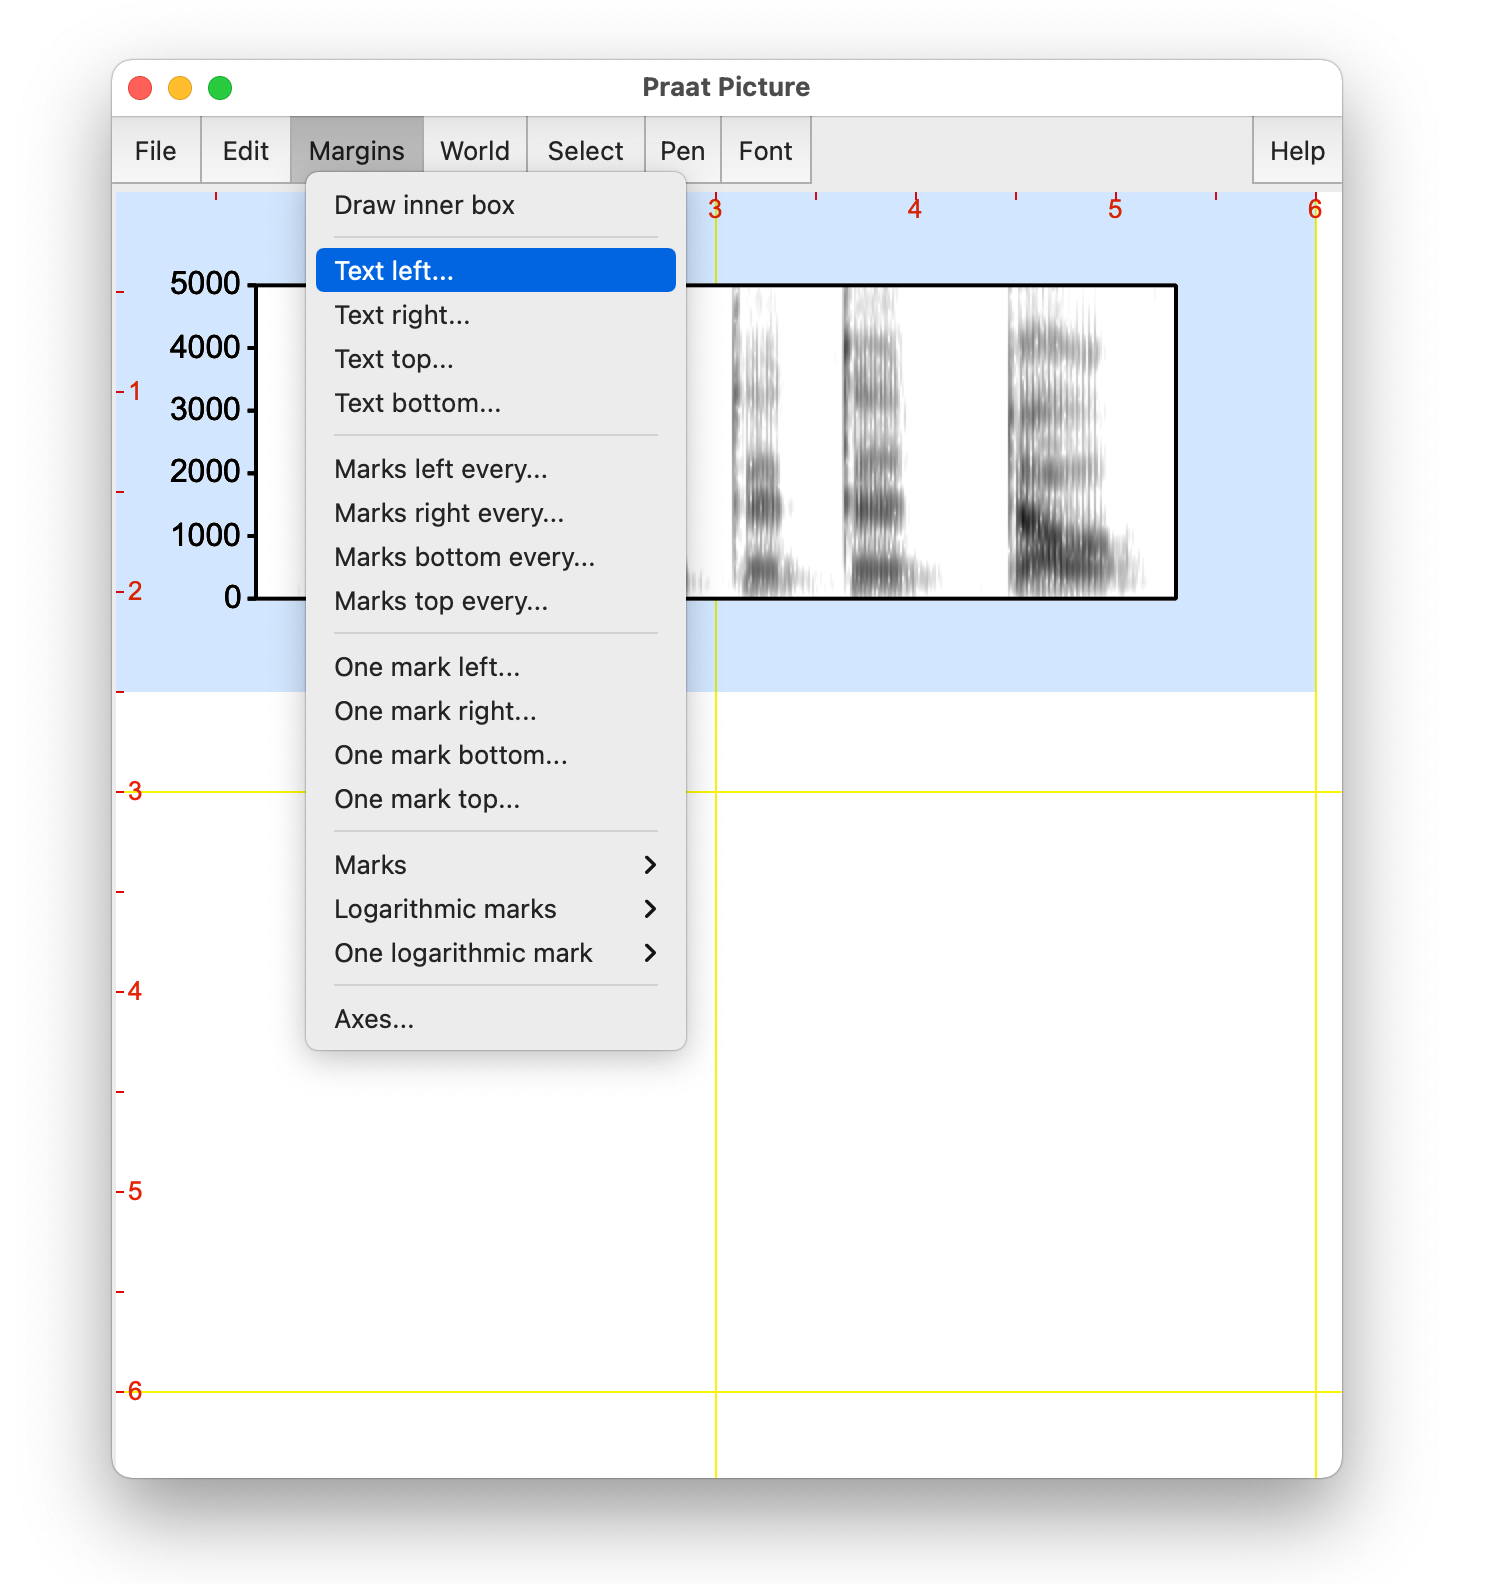 Praat Picture
File Edit Margins World Select Pen Font Help
Draw inner box
Text left...
Text right...
Text top...
Text bottom...
Marks left every...
Marks right every...
Marks bottom every...
Marks top every...
One mark left...
One mark right...
One mark bottom...
One mark top...
Marks
Logarithmic marks
One logarithmic mark
Axes...
3 4 5 6
5000
4000
3000
2000
1000
0
1
2
3
4
5
6